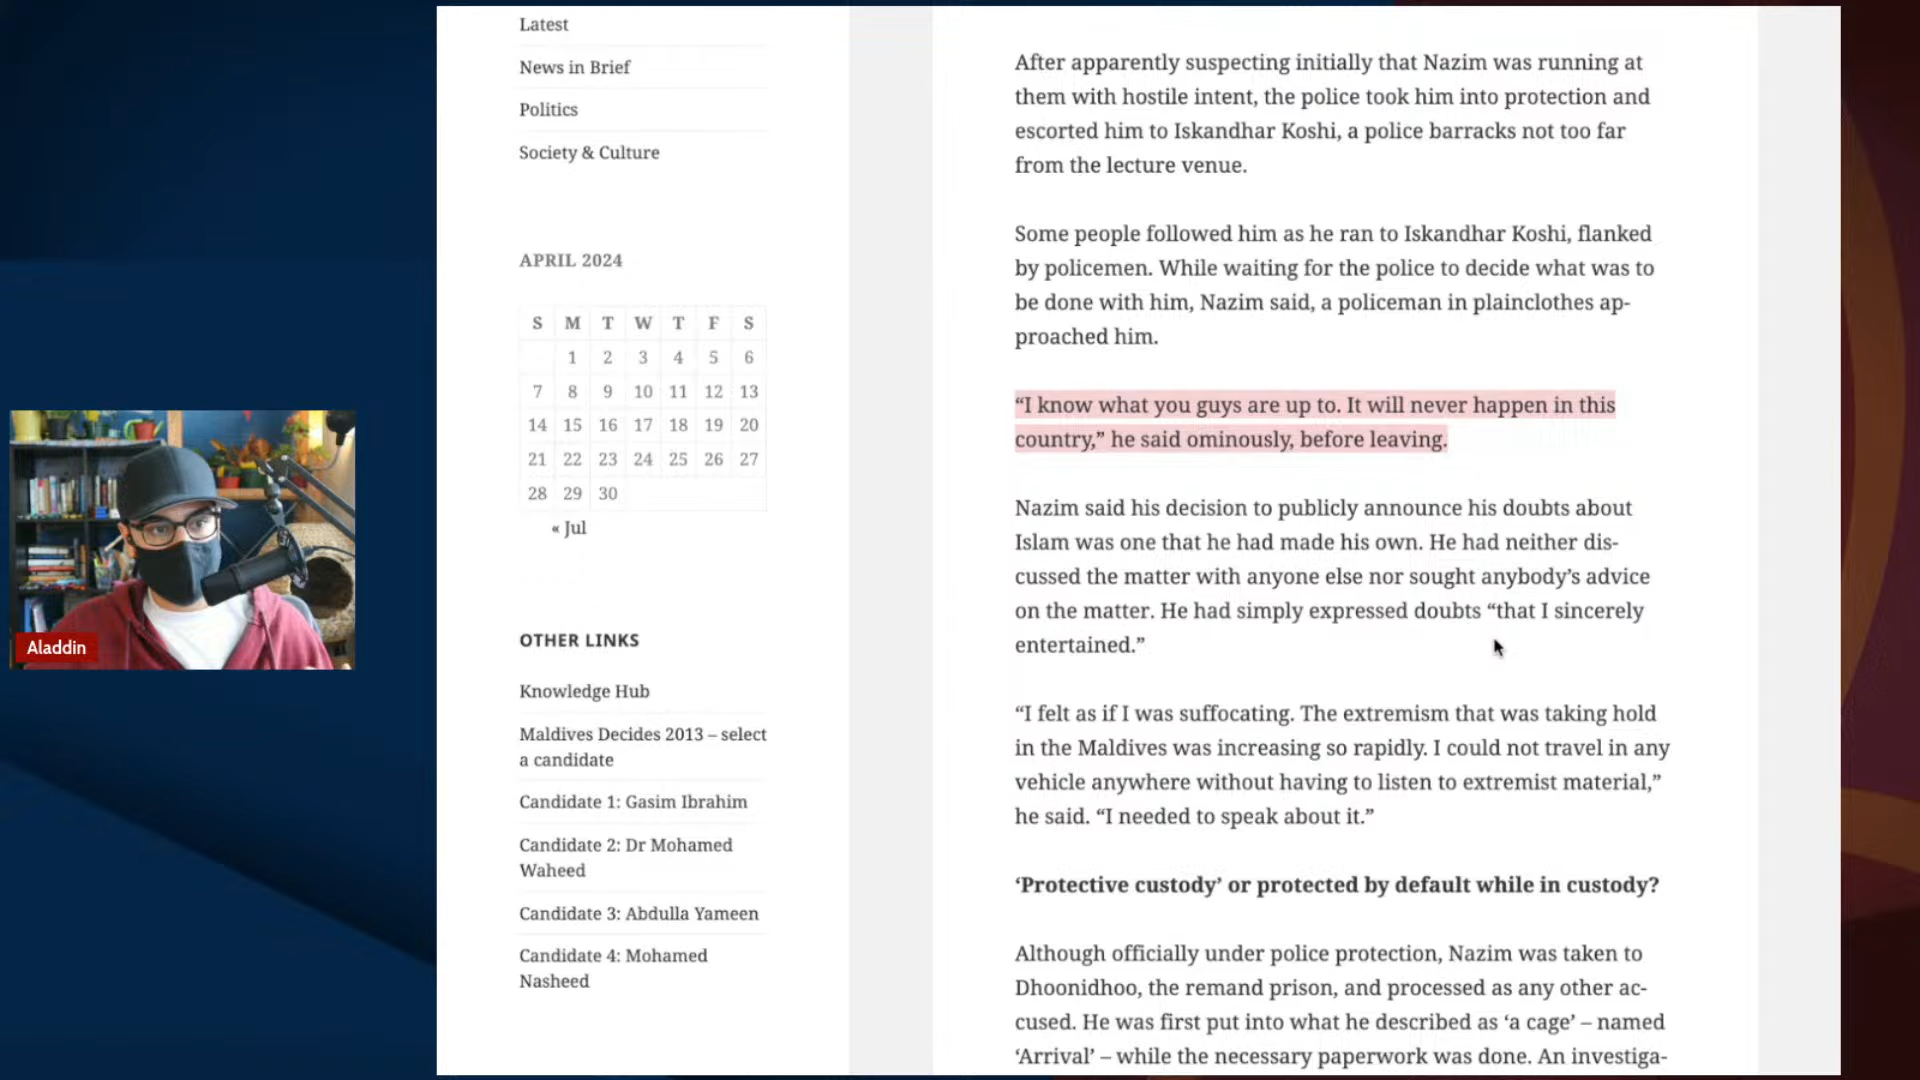 Latest
News in Brief
Politics
Society & Culture
APRIL 2024
S M T W T F S
1 2 3 4 5 6
7 8 9 10 11 12 13
14 15 16 17 18 19 20
21 22 23 24 25 26 27
28 29 30
« Jul
OTHER LINKS
Knowledge Hub
Maldives Decides 2013 – select
a candidate
Candidate 1: Gasim Ibrahim
Candidate 2: Dr Mohamed
Waheed
Candidate 3: Abdulla Yameen
Candidate 4: Mohamed
Nasheed
After apparently suspecting initially that Nazim was running at
them with hostile intent, the police took him into protection and
escorted him to Iskandhar Koshi, a police barracks not too far
from the lecture venue.
Some people followed him as he ran to Iskandhar Koshi, flanked
by policemen. While waiting for the police to decide what was to
be done with him, Nazim said, a policeman in plainclothes ap-
proached him.
“I know what you guys are up to. It will never happen in this
country,” he said ominously, before leaving.
Nazim said his decision to publicly announce his doubts about
Islam was one that he had made his own. He had neither dis-
cussed the matter with anyone else nor sought anybody’s advice
on the matter. He had simply expressed doubts “that I sincerely
entertained.”
“I felt as if I was suffocating. The extremism that was taking hold
in the Maldives was increasing so rapidly. I could not travel in any
vehicle anywhere without having to listen to extremist material,”
he said. “I needed to speak about it.”
‘Protective custody’ or protected by default while in custody?
Although officially under police protection, Nazim was taken to
Dhoonidhoo, the remand prison, and processed as any other ac-
cused. He was first put into what he described as ‘a cage’ – named
‘Arrival’ – while the necessary paperwork was done. An investiga-
Aladdin